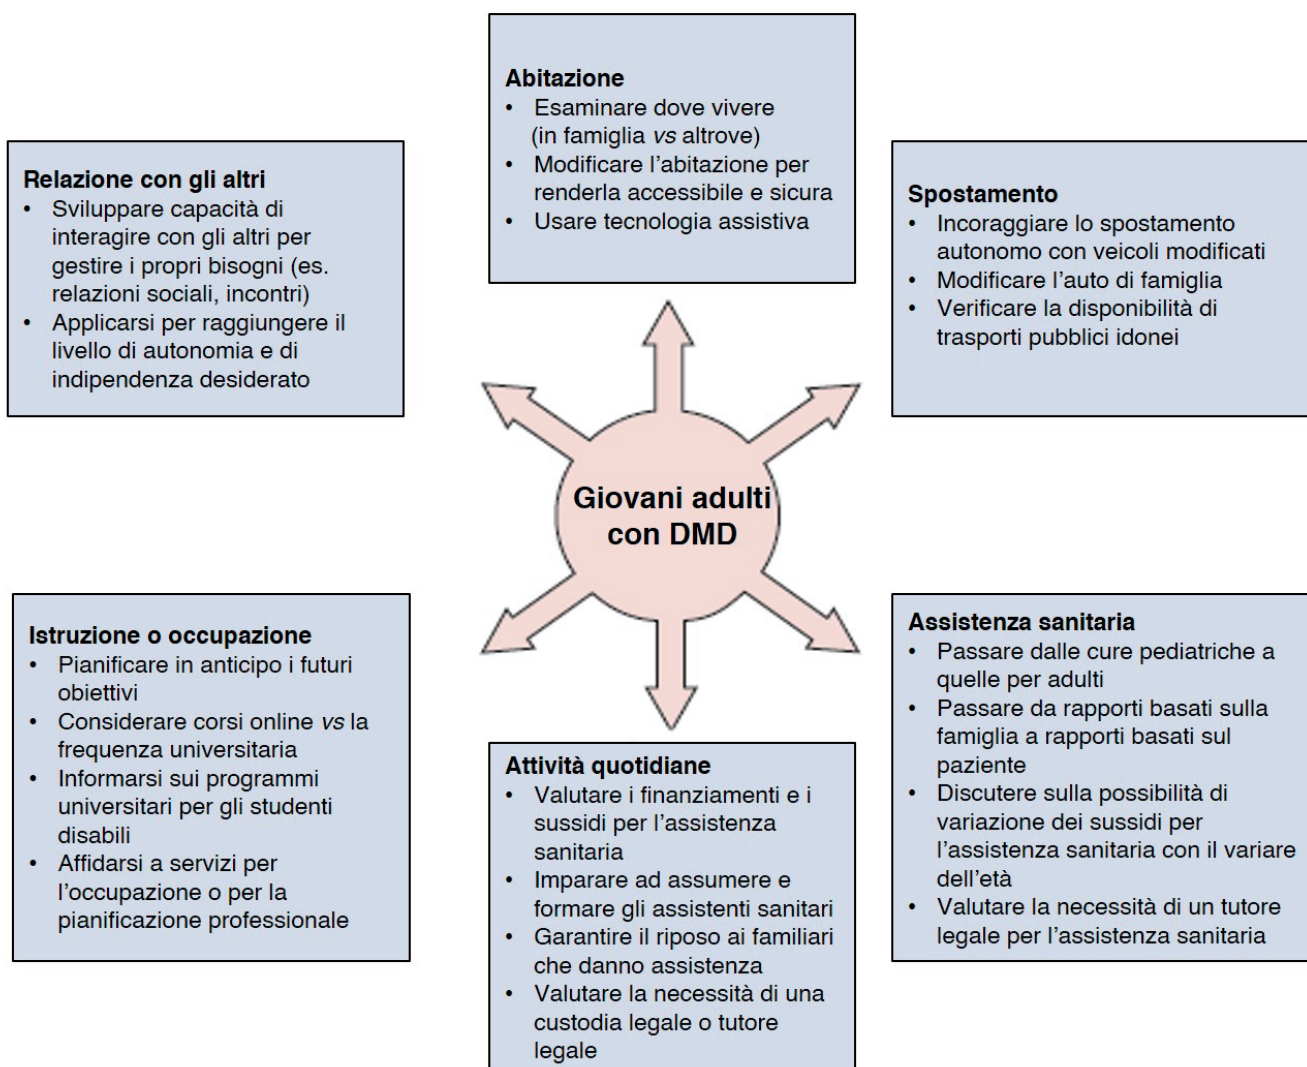 Abitazione
• Esaminare dove vivere
(in famiglia vs altrove)
• Modificare l’abitazione per
renderla accessibile e sicura
• Usare tecnologia assistiva
Relazione con gli altri
• Sviluppare capacità di
interagire con gli altri per
gestire i propri bisogni (es.
relazioni sociali, incontri)
• Applicarsi per raggiungere il
livello di autonomia e di
indipendenza desiderato
Spostamento
• Incoraggiare lo spostamento
autonomo con veicoli modificati
• Modificare l’auto di famiglia
• Verificare la disponibilità di
trasporti pubblici idonei
Giovani adulti
con DMD
Istruzione o occupazione
• Pianificare in anticipo i futuri
obiettivi
• Considerare corsi online vs la
frequenza universitaria
• Informarsi sui programmi
universitari per gli studenti
disabili
• Affidarsi a servizi per
l’occupazione o per la
pianificazione professionale
Attività quotidiane
• Valutare i finanziamenti e i
sussidi per l’assistenza
sanitaria
• Imparare ad assumere e
formare gli assistenti sanitari
• Garantire il riposo ai familiari
che danno assistenza
• Valutare la necessità di una
custodia legale o tutore
legale
Assistenza sanitaria
• Passare dalle cure pediatriche a
quelle per adulti
• Passare da rapporti basati sulla
famiglia a rapporti basati sul
paziente
• Discutere sulla possibilità di
variazione dei sussidi per
l’assistenza sanitaria con il variare
dell’età
• Valutare la necessità di un tutore
legale per l’assistenza sanitaria